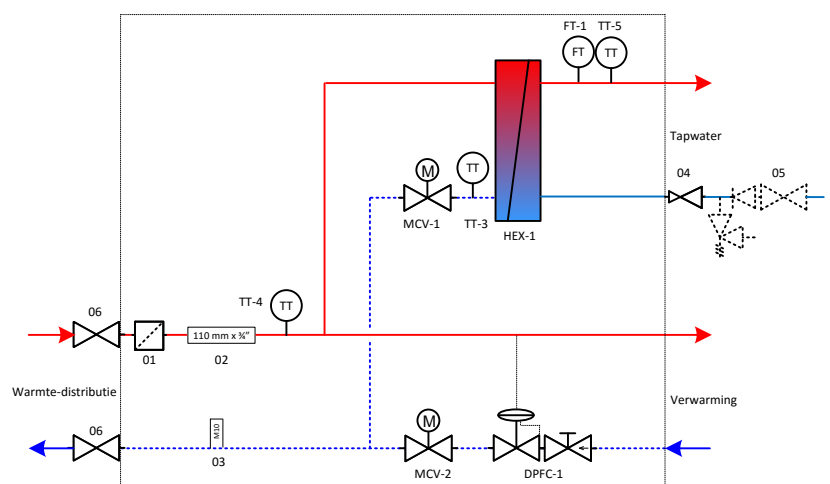 FT-1 TT-5
FT TT
Tapwater
M TT 04 05
MCV-1 TT-3 HEX-1
TT-4 TT
06
110 mm x ¾"
01 02
Warmte-distributie Verwarming
06 M10 M
03
MCV-2 DPFC-1